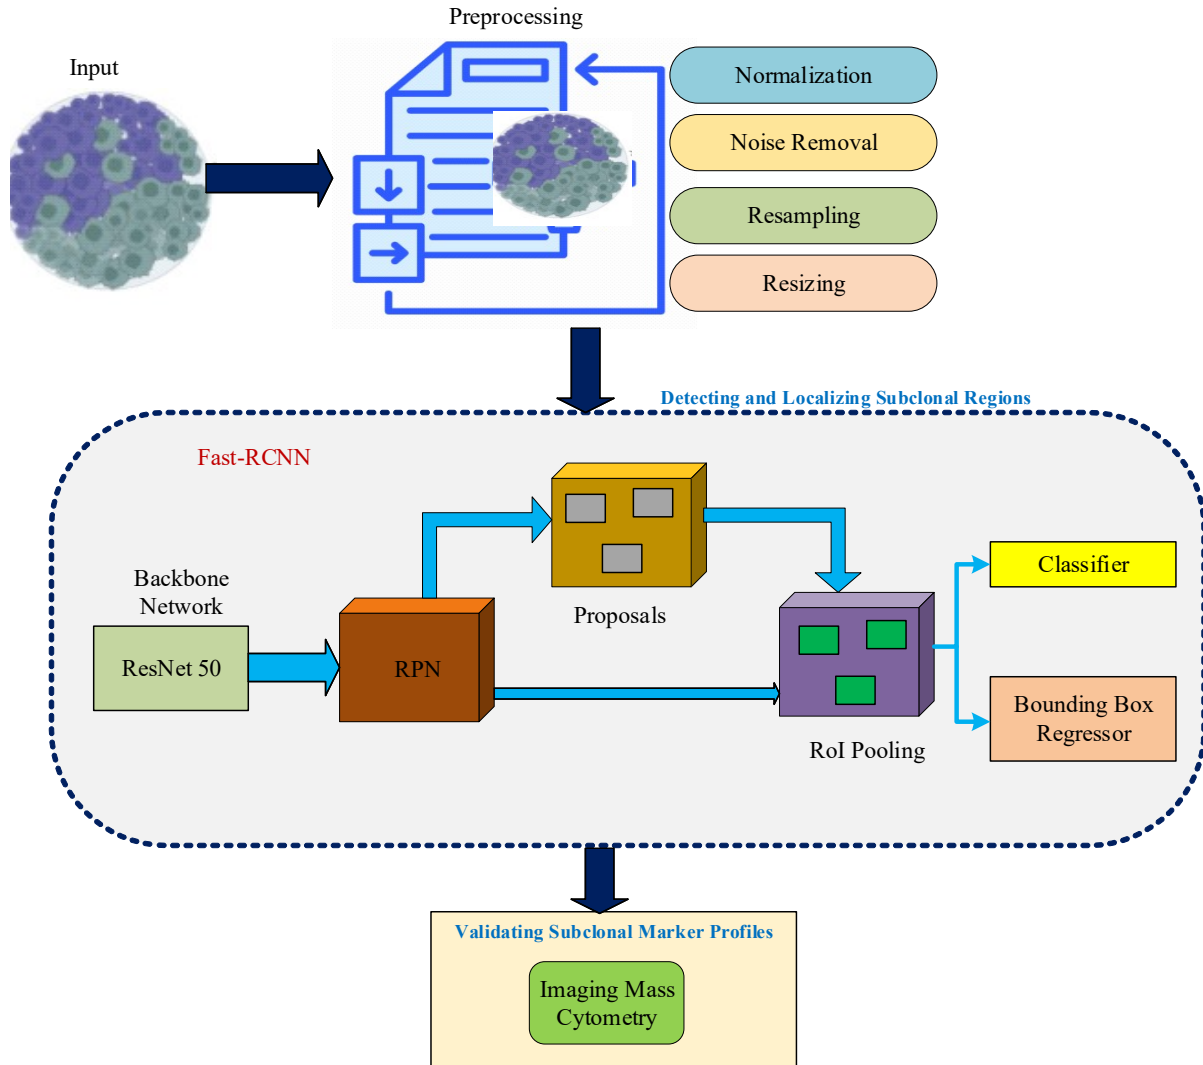 Preprocessing
Input
Normalization
Noise Removal
Resampling
Resizing
Detecting and Localizing Subclonal Regions
Fast-RCNN
Backbone
Network
ResNet 50
RPN
Proposals
RoI Pooling
Classifier
Bounding Box
Regressor
Validating Subclonal Marker Profiles
Imaging Mass
Cytometry